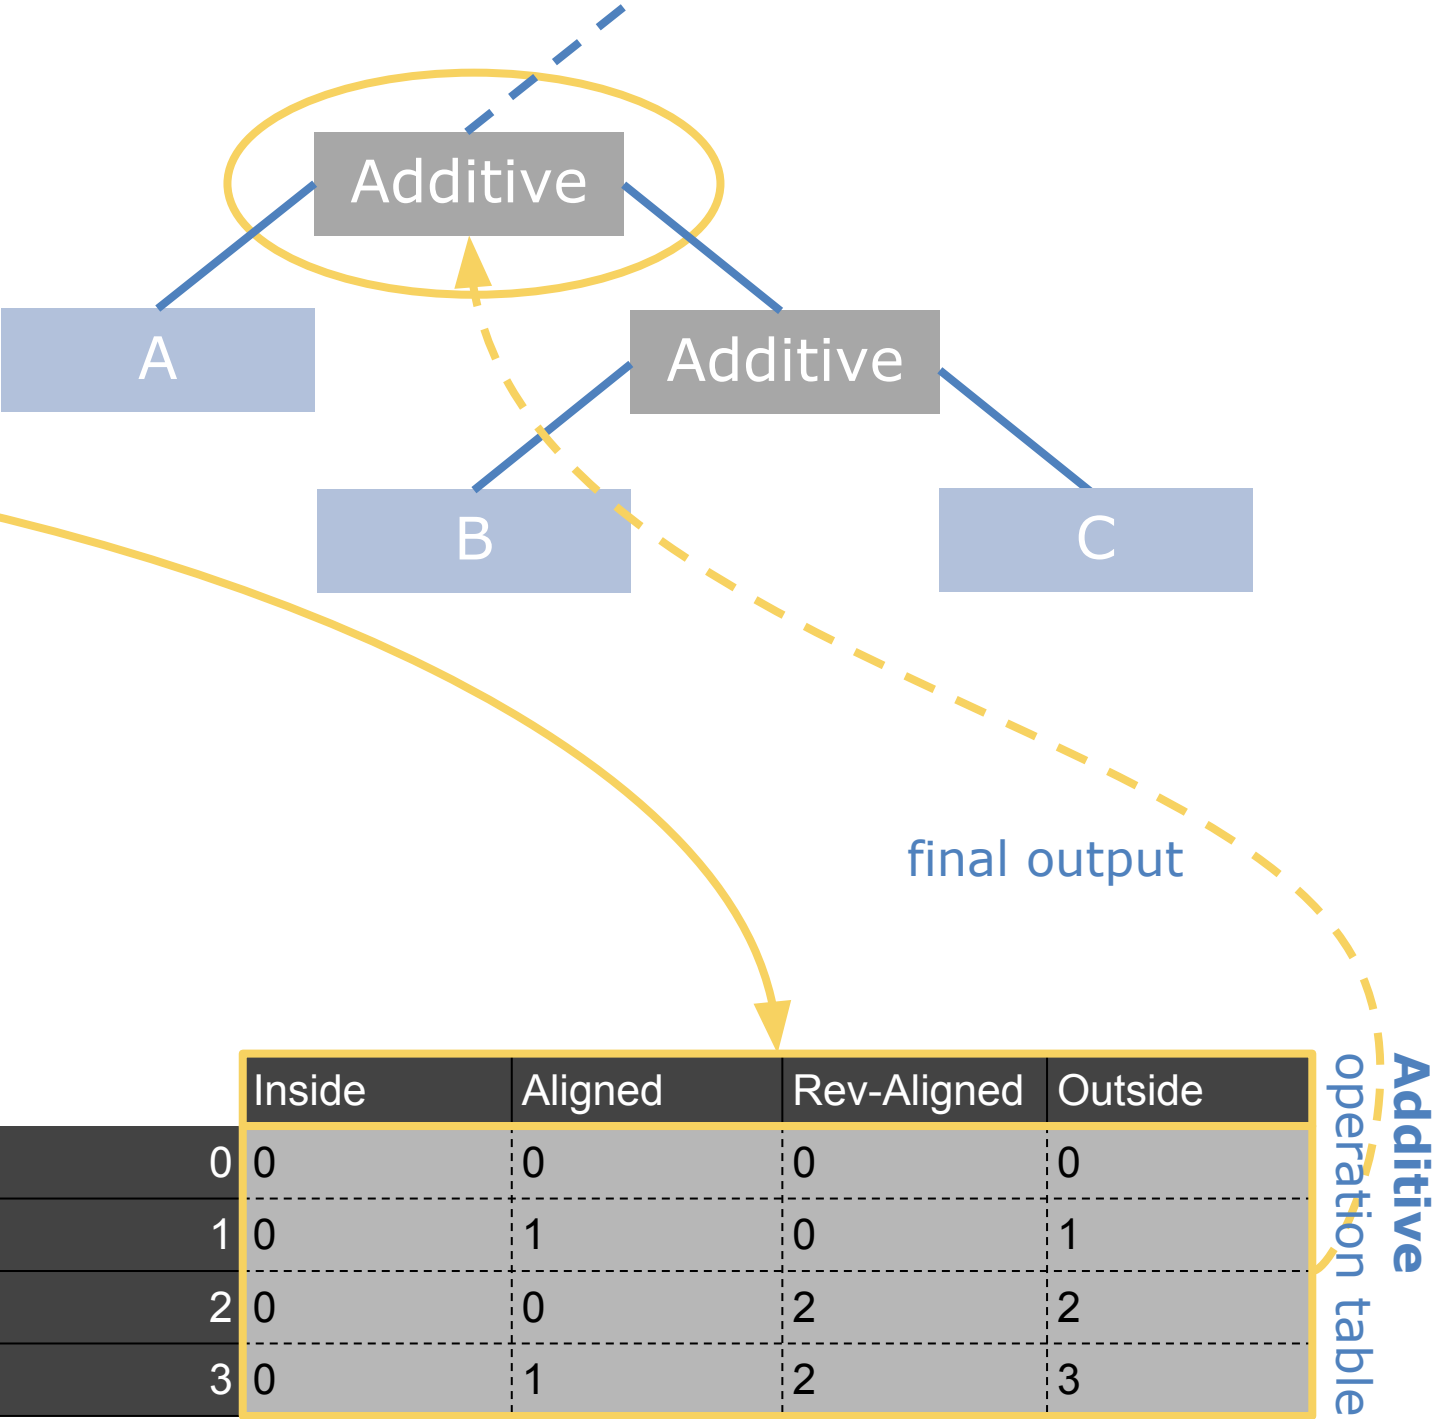 Additive
A
Additive
B
C
final output
Inside Aligned Rev-Aligned Outside
0 0 0 0 0
1 0 1 0 1
2 0 0 2 2
3 0 1 2 3
Additive
operation table